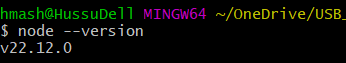 hmash@HussuDell MINGW64 ~/OneDrive/USB_
$ node --version
v22.12.0